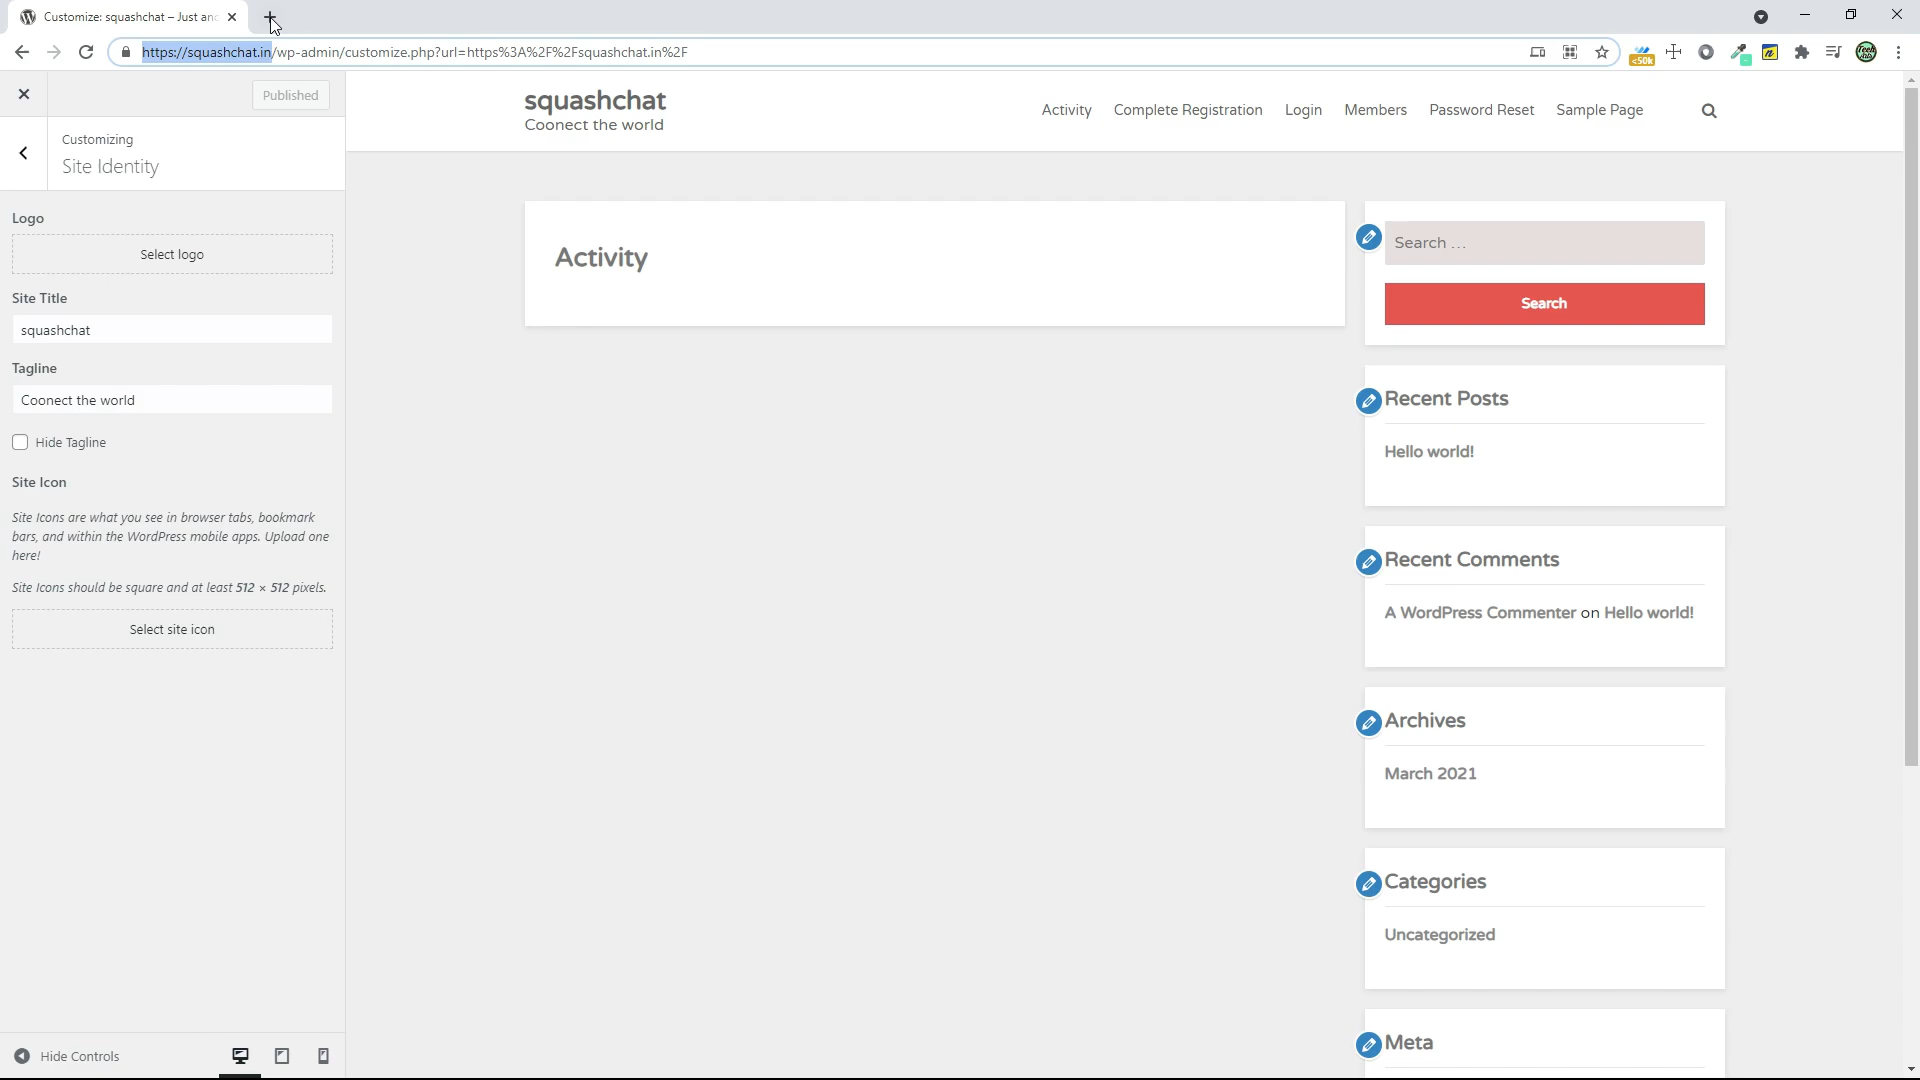 Customize: squashchat – Just an
https://squashchat.in/wp-admin/customize.php?url=https%3A%2F%2Fsquashchat.in%2F
<50k
Published
Customizing
Site Identity
Logo
Select logo
Site Title
squashchat
Tagline
Coonect the world
Hide Tagline
Site Icon
Site Icons are what you see in browser tabs, bookmark
bars, and within the WordPress mobile apps. Upload one
here!
Site Icons should be square and at least 512 × 512 pixels.
Select site icon
Hide Controls
squashchat
Coonect the world
Activity Complete Registration Login Members Password Reset Sample Page
Activity
Search …
Search
Recent Posts
Hello world!
Recent Comments
A WordPress Commenter on Hello world!
Archives
March 2021
Categories
Uncategorized
Meta